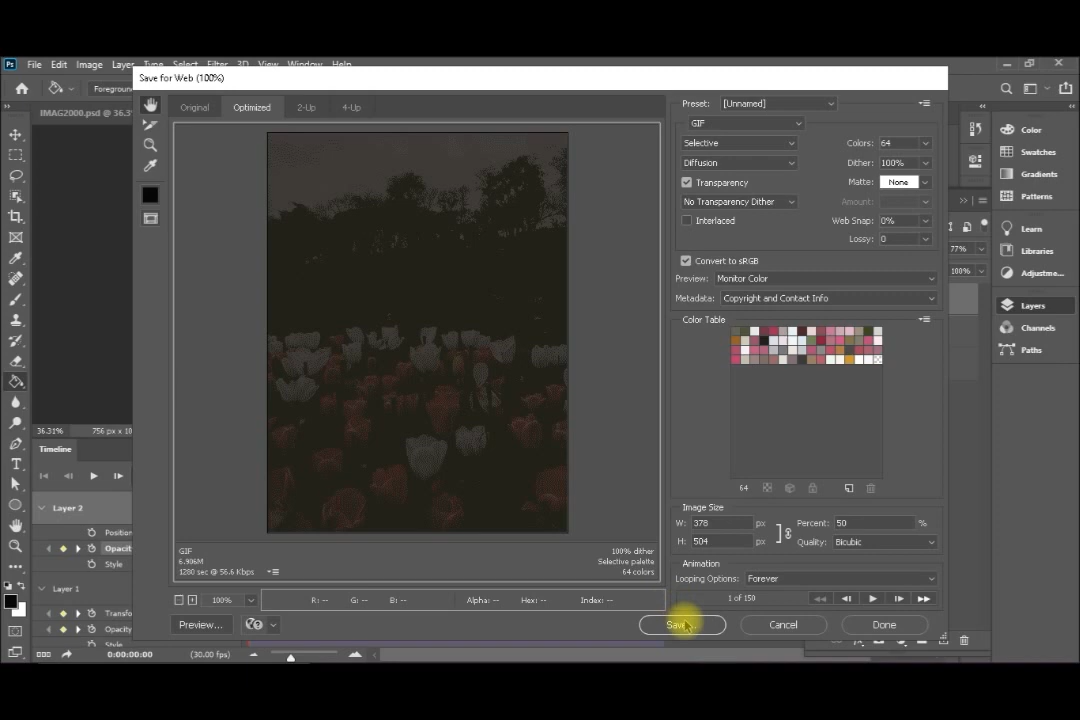 Ps File Edit Image Layer Type Select Filter 3D View Window Help
Save for Web (100%)
Foregroun
IMAG2000.psd @ 36.3
Original Optimized 2-Up 4-Up
Preset: [Unnamed]
GIF
Selective Colors: 64
Diffusion Dither: 100%
Transparency Matte: None
No Transparency Dither Amount:
Interlaced Web Snap: 0%
Lossy: 0
Convert to sRGB
Preview: Monitor Color
Metadata: Copyright and Contact Info
Color Table
64
Image Size
W: 378 px Percent: 50 %
H: 504 px Quality: Bicubic
Animation
Looping Options: Forever
1 of 150
GIF 100% dither
6.906M Selective palette
1280 sec @ 56.6 Kbps 64 colors
100% R: -- G: -- B: -- Alpha: -- Hex: -- Index: --
Preview... Save... Cancel Done
Color
Swatches
Gradients
Patterns
Learn
Libraries
Adjustme...
Layers
Channels
Paths
77%
100%
36.31% 756 px x 10
Timeline
Layer 2
Position
Opacit
Style
Layer 1
Transfo
Opacity
Style
0:00:00:00 (30.00 fps)